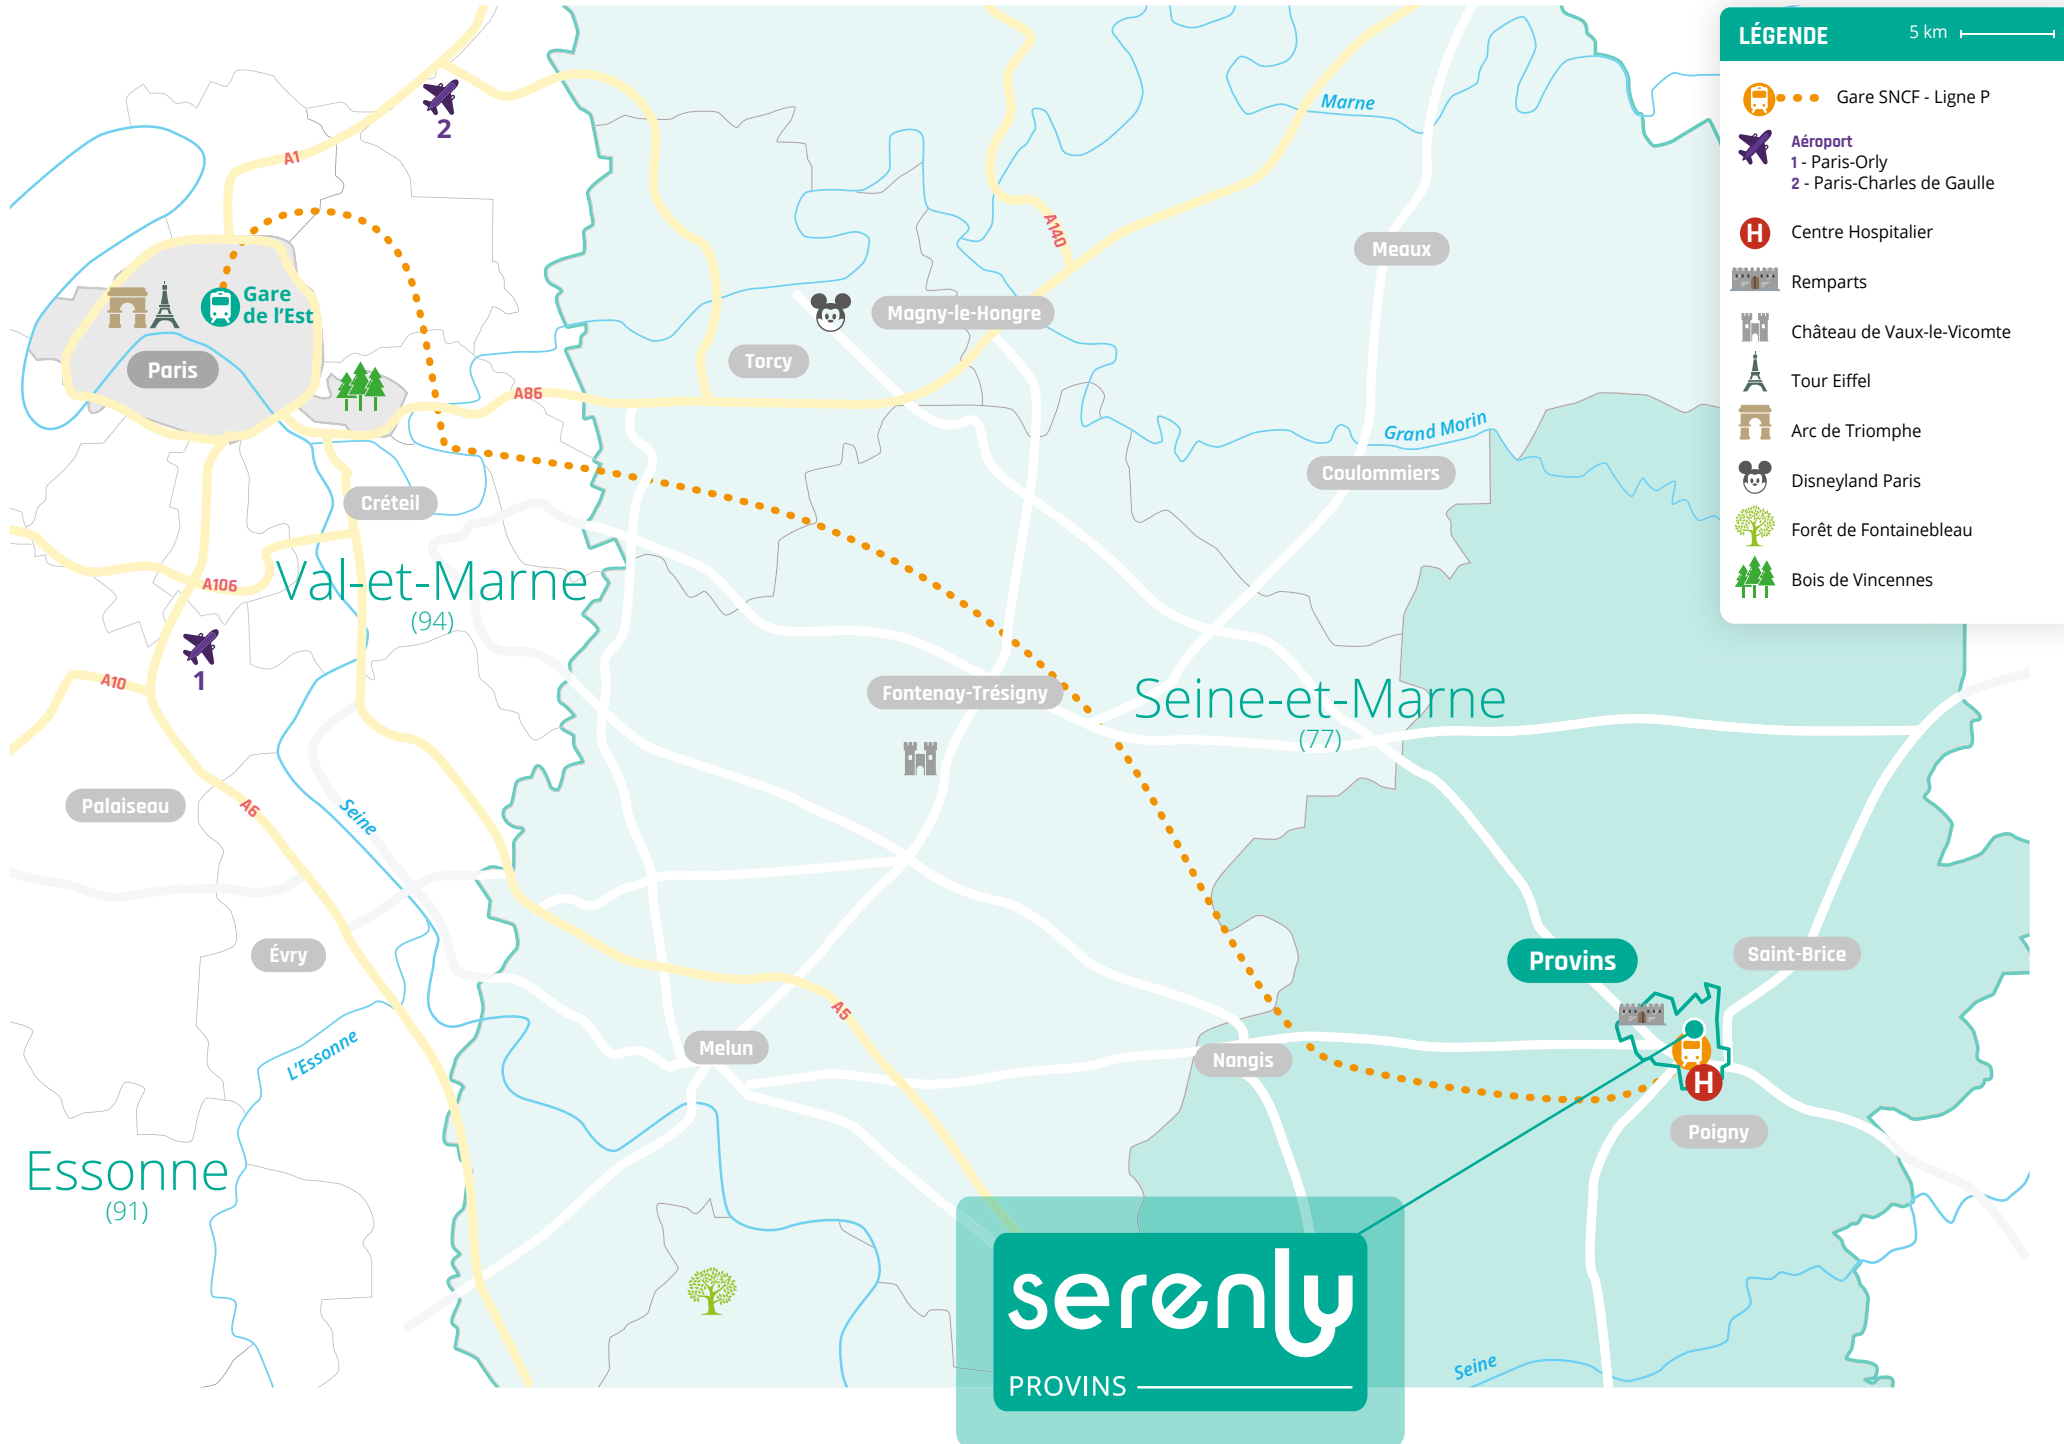 LÉGENDE
5 km
Gare SNCF - Ligne P
Aéroport
1 - Paris-Orly
2 - Paris-Charles de Gaulle
H
Centre Hospitalier
Remparts
Château de Vaux-le-Vicomte
Tour Eiffel
Arc de Triomphe
Disneyland Paris
Forêt de Fontainebleau
Bois de Vincennes
2
A1
Marne
A140
Meaux
Gare
de l'Est
Magny-le-Hongre
Torcy
Paris
A86
Grand Morin
Coulommiers
Créteil
Val-et-Marne
(94)
A106
1
A10
Fontenay-Trésigny
Seine-et-Marne
(77)
Palaiseau
A6
Seine
Évry
Provins
Saint-Brice
A5
L'Essonne
Melun
Nangis
H
Poigny
Essonne
(91)
serenly
PROVINS
Seine